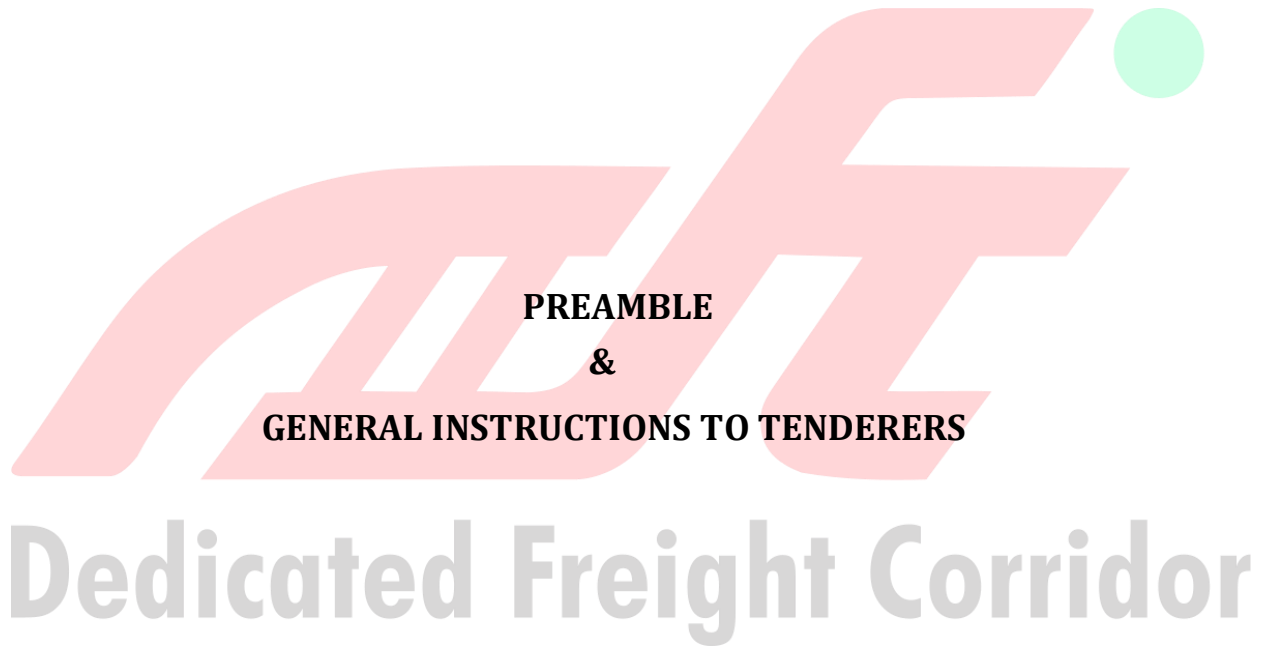 PREAMBLE
&
GENERAL INSTRUCTIONS TO TENDERERS
Dedicated Freight Corridor